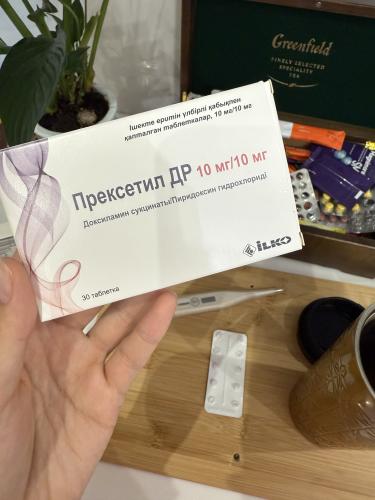 Greenfield
FINELY SELECTED
SPECIALITY
TEA
Ішекте еритін үлбірлі қабықпен
қапталған таблеткалар, 10 мг/10 мг
Прексетил ДР 10 мг/10 мг
Доксиламин сукцинаты/Пиридоксин гидрохлориді
İLKO
30 таблетка